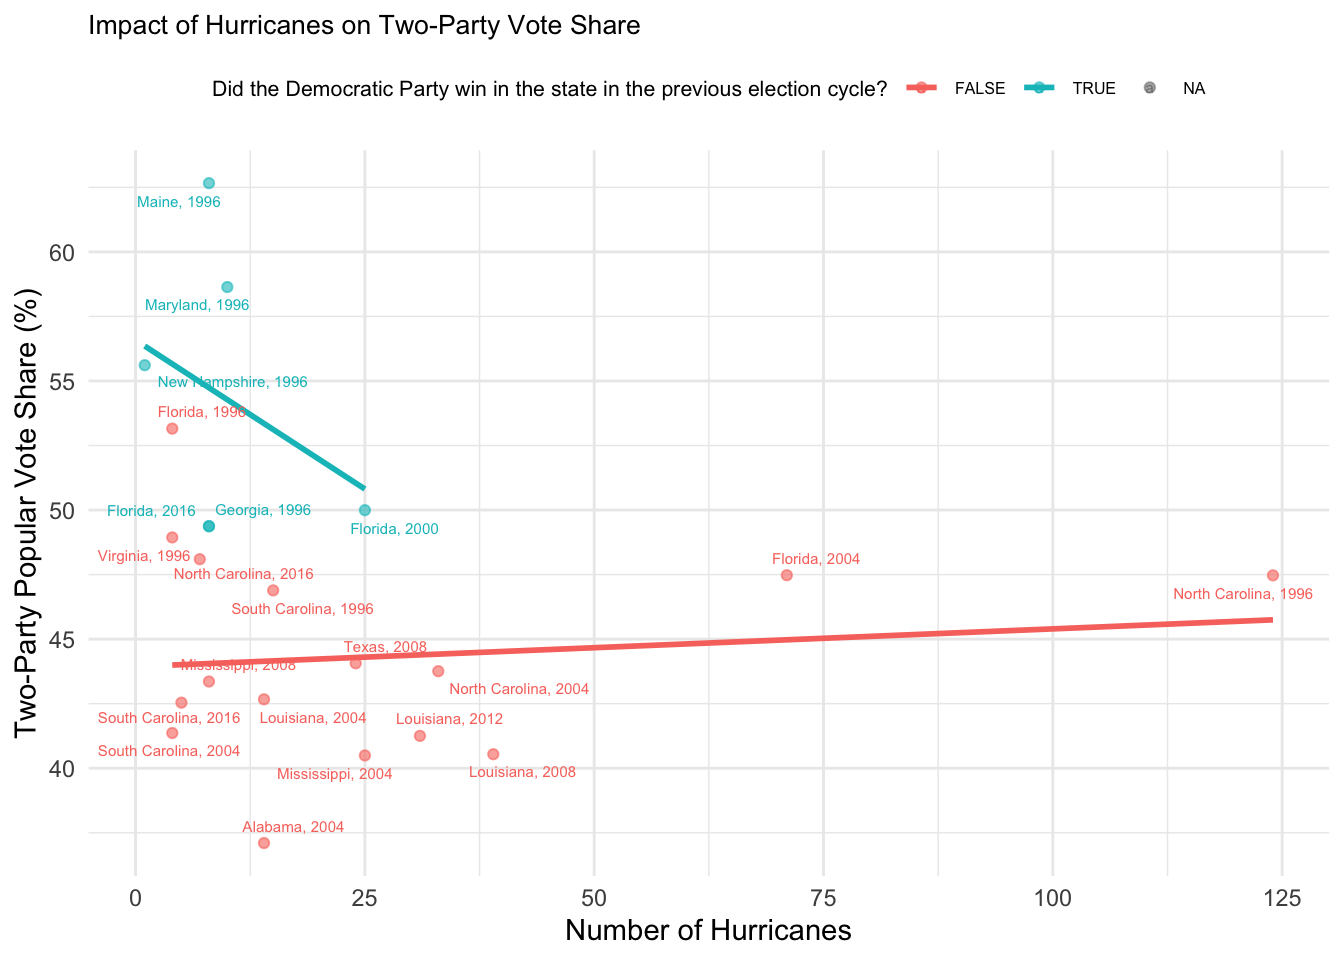 Impact of Hurricanes on Two-Party Vote Share
Did the Democratic Party win in the state in the previous election cycle? FALSE TRUE a NA
Two-Party Popular Vote Share (%)
60
55
50
45
40
Maine, 1996
Maryland, 1996
New Hampshire, 1996
Florida, 1996
Florida, 2016
Georgia, 1996
Florida, 2000
Virginia, 1996
Florida, 2004
North Carolina, 2016
North Carolina, 1996
South Carolina, 1996
Texas, 2008
Mississippi, 2008
North Carolina, 2004
South Carolina, 2016
Louisiana, 2004
Louisiana, 2012
South Carolina, 2004
Mississippi, 2004
Louisiana, 2008
Alabama, 2004
0 25 50 75 100 125
Number of Hurricanes